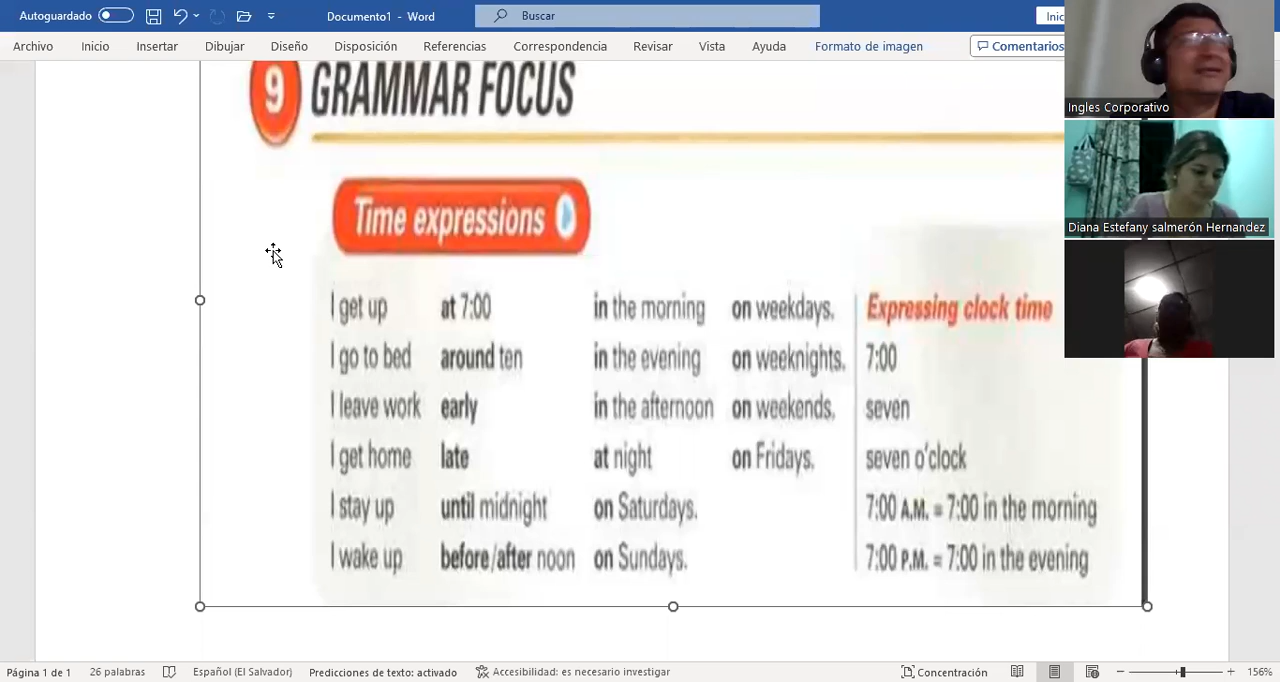 Autoguardado
Documento1 - Word
Buscar
Inic
Archivo Inicio Insertar Dibujar Diseño Disposición Referencias Correspondencia Revisar Vista Ayuda Formato de imagen Comentarios
9 GRAMMAR FOCUS
Time expressions
I get up at 7:00 in the morning on weekdays.
I go to bed around ten in the evening on weeknights.
I leave work early in the afternoon on weekends.
I get home late at night on Fridays.
I stay up until midnight on Saturdays.
I wake up before/after noon on Sundays.
Expressing clock time
7:00
seven
seven o'clock
7:00 A.M. = 7:00 in the morning
7:00 P.M. = 7:00 in the evening
Ingles Corporativo
Diana Estefany salmerón Hernandez
Página 1 de 1 26 palabras Español (El Salvador) Predicciones de texto: activado Accesibilidad: es necesario investigar Concentración 156%